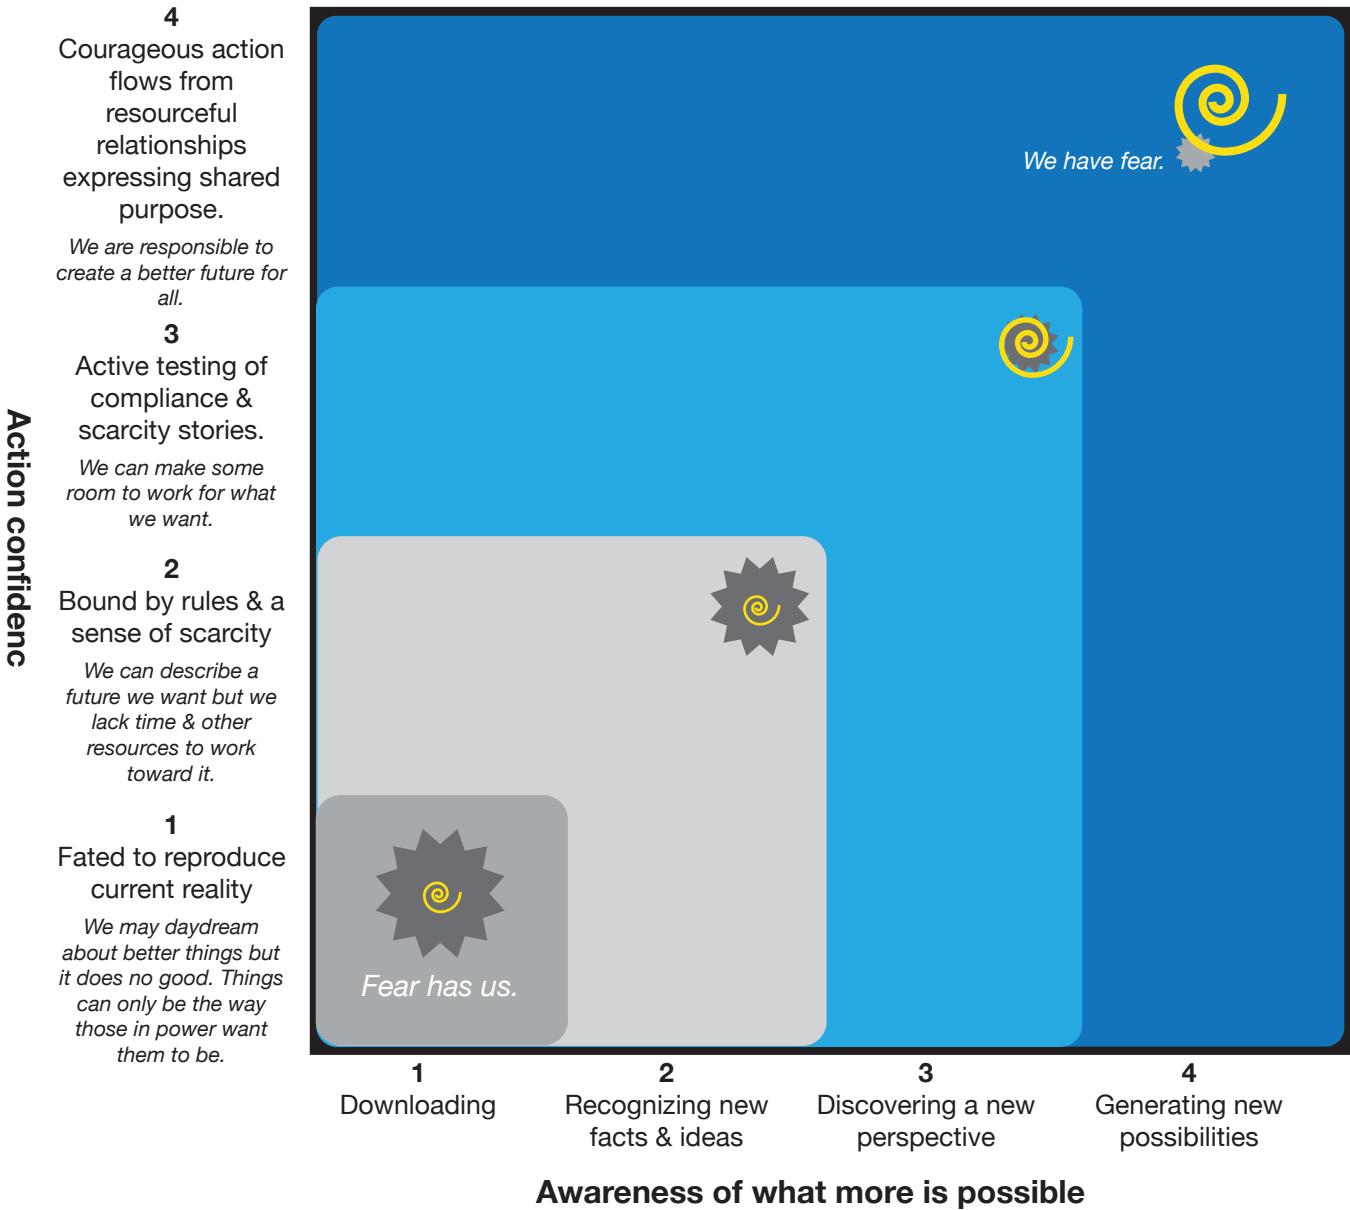 4
Courageous action
flows from
resourceful
relationships
expressing shared
purpose.
We are responsible to
create a better future for
all.
3
Active testing of
compliance &
scarcity stories.
We can make some
room to work for what
we want.
2
Bound by rules & a
sense of scarcity
We can describe a
future we want but we
lack time & other
resources to work
toward it.
1
Fated to reproduce
current reality
We may daydream
about better things but
it does no good. Things
can only be the way
those in power want
them to be.
Action confidenc
We have fear.
Fear has us.
1
Downloading
2
Recognizing new
facts & ideas
3
Discovering a new
perspective
4
Generating new
possibilities
Awareness of what more is possible